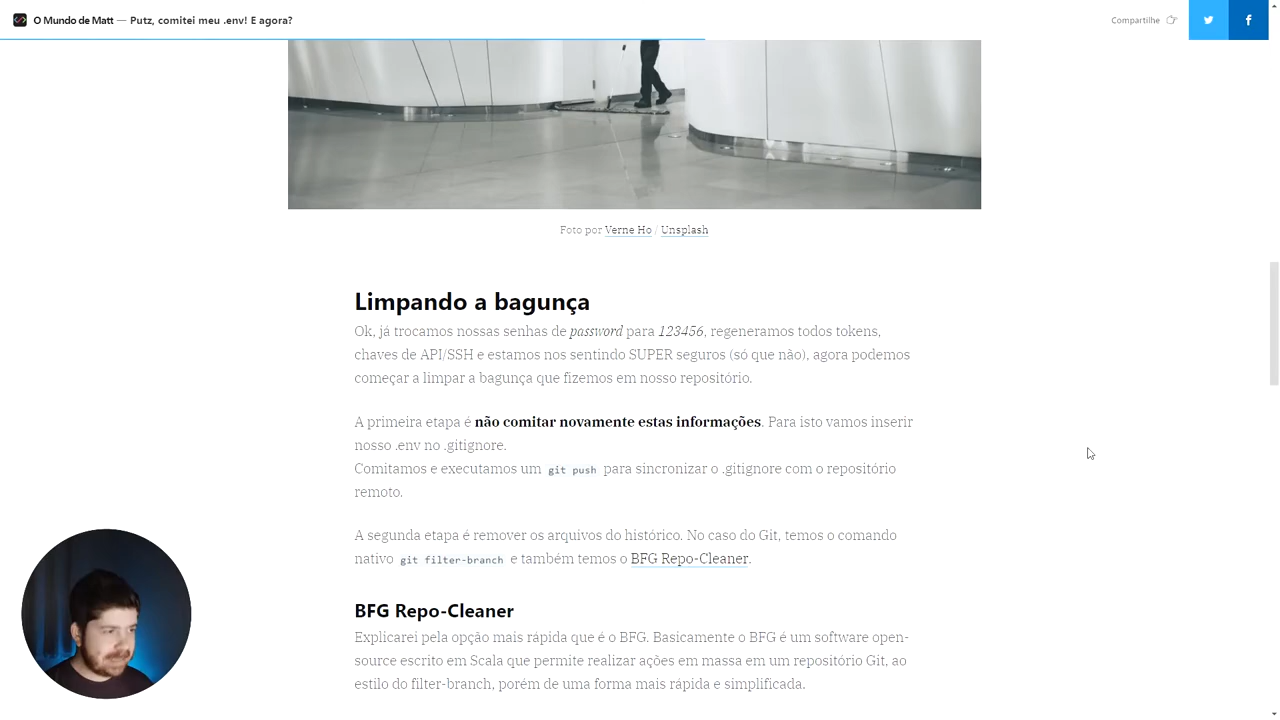 O Mundo de Matt — Putz, comitei meu .env! E agora?
Compartilhe
Foto por Verne Ho / Unsplash
Limpando a bagunça
Ok, já trocamos nossas senhas de password para 123456, regeneramos todos tokens,
chaves de API/SSH e estamos nos sentindo SUPER seguros (só que não), agora podemos
começar a limpar a bagunça que fizemos em nosso repositório.
A primeira etapa é não comitar novamente estas informações. Para isto vamos inserir
nosso .env no .gitignore.
Comitamos e executamos um git push para sincronizar o .gitignore com o repositório
remoto.
A segunda etapa é remover os arquivos do histórico. No caso do Git, temos o comando
nativo git filter-branch e também temos o BFG Repo-Cleaner.
BFG Repo-Cleaner
Explicarei pela opção mais rápida que é o BFG. Basicamente o BFG é um software open-
source escrito em Scala que permite realizar ações em massa em um repositório Git, ao
estilo do filter-branch, porém de uma forma mais rápida e simplificada.